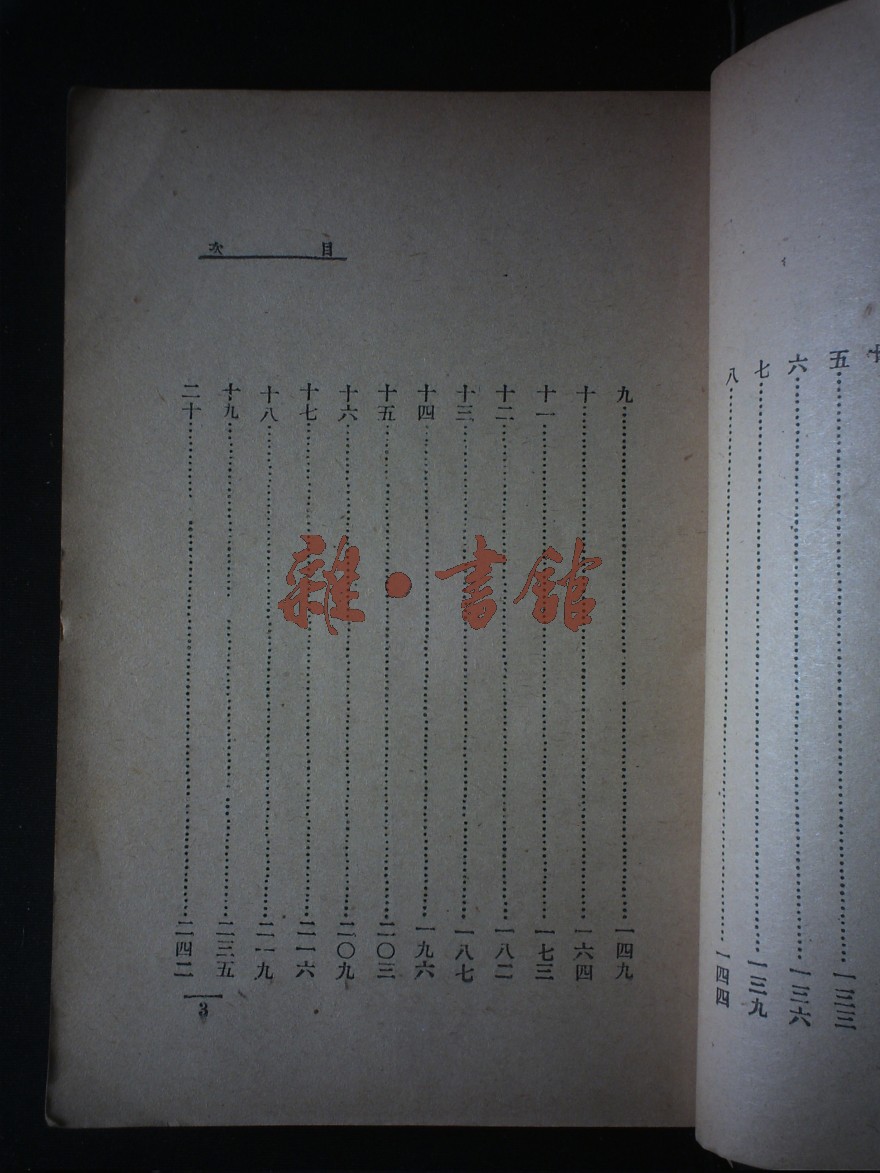 五……一三三
六……一三六
七……一三九
八……一四四
目次
九……一四九
十……一六四
十一……一七三
十二……一八二
十三……一八七
十四……一九六
十五……二〇三
十六……二〇九
十七……二一六
十八……二一九
十九……二三五
二十……二四二
3
雜·書館